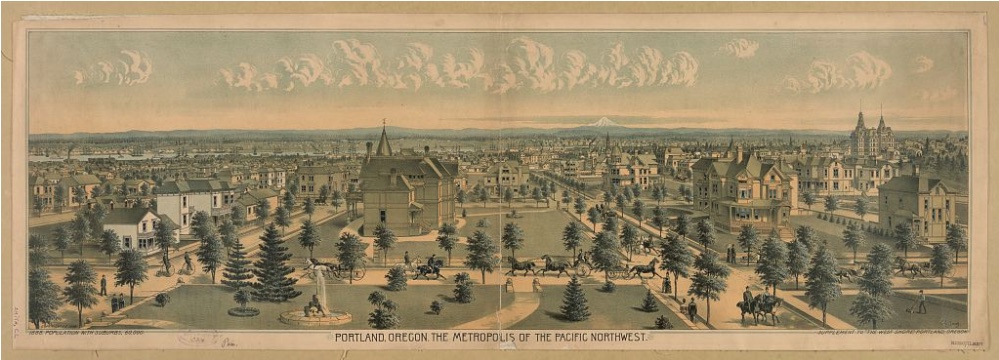 1888. POPULATION WITH SUBURBS, 60,000.
PORTLAND, OREGON. THE METROPOLIS OF THE PACIFIC NORTHWEST.
SUPPLEMENT TO "THE WEST SHORE" PORTLAND, OREGON.